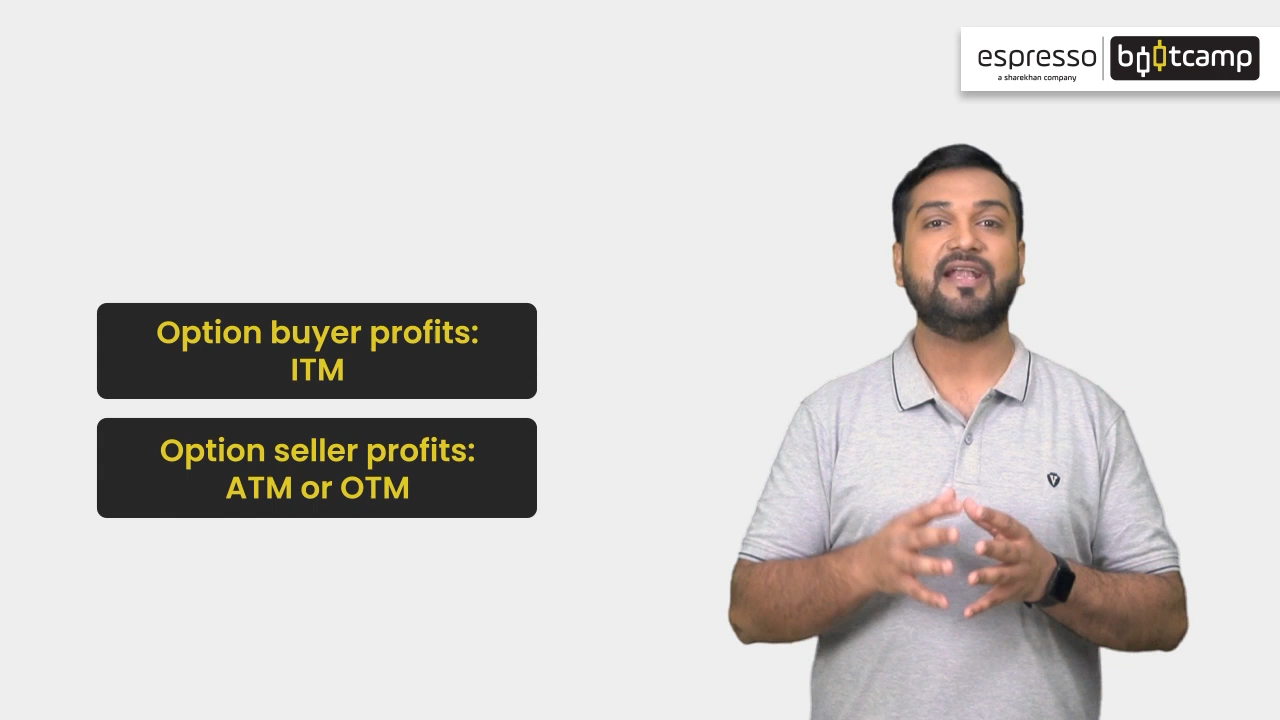 espresso bootcamp
a sharekhan company
Option buyer profits:
ITM
Option seller profits:
ATM or OTM